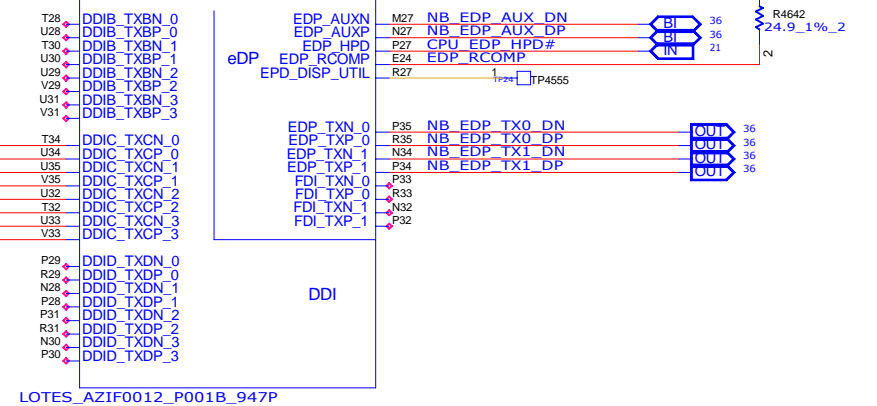 T28 DDIB_TXBN_0 EDP_AUXN M27 NB_EDP_AUX_DN BI 36
U28 DDIB_TXBP_0 EDP_AUXP N27 NB_EDP_AUX_DP BI 36
T30 DDIB_TXBN_1 EDP_HPD P27 CPU_EDP_HPD# IN 21
U30 DDIB_TXBP_1 eDP EDP_RCOMP E24 EDP_RCOMP
R4642
24.9_1%_2
2
U29 DDIB_TXBN_2 EPD_DISP_UTIL R27 1 TP24 TP4555
V29 DDIB_TXBP_2
U31 DDIB_TXBN_3
V31 DDIB_TXBP_3
EDP_TXN_0 P35 NB_EDP_TX0_DN OUT 36
T34 DDIC_TXCN_0 EDP_TXP_0 R35 NB_EDP_TX0_DP OUT 36
U34 DDIC_TXCP_0 EDP_TXN_1 N34 NB_EDP_TX1_DN OUT 36
U35 DDIC_TXCN_1 EDP_TXP_1 P34 NB_EDP_TX1_DP OUT 36
V35 DDIC_TXCP_1 FDI_TXN_0 P33
U32 DDIC_TXCN_2 FDI_TXP_0 R33
T32 DDIC_TXCP_2 FDI_TXN_1 N32
U33 DDIC_TXCN_3 FDI_TXP_1 P32
V33 DDIC_TXCP_3
P29 DDID_TXDN_0
R29 DDID_TXDP_0
N28 DDID_TXDN_1
P28 DDID_TXDP_1 DDI
P31 DDID_TXDN_2
R31 DDID_TXDP_2
N30 DDID_TXDN_3
P30 DDID_TXDP_3
LOTES_AZIF0012_P001B_947P